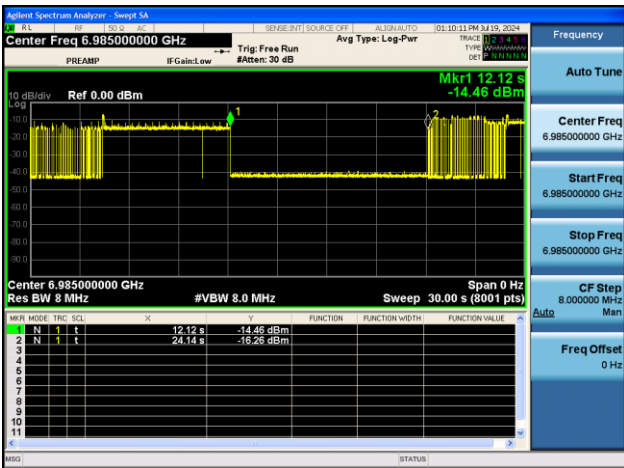 Agilent Spectrum Analyzer - Swept SA
RL RF 50 Ω AC SENSE:INT SOURCE OFF ALIGNAUTO 01:10:11 PM Jul 19, 2024
Center Freq 6.985000000 GHz Avg Type: Log-Pwr TRACE 1 2 3 4 5 6
Trig: Free Run TYPE
PREAMP IFGain:Low #Atten: 30 dB DET P N N N N N
Mkr1 12.12 s
10 dB/div Ref 0.00 dBm -14.46 dBm
Log
1
2
-10.0
-20.0
-30.0
-40.0
-50.0
-60.0
-70.0
-80.0
-90.0
Center 6.985000000 GHz Span 0 Hz
Res BW 8 MHz #VBW 8.0 MHz Sweep 30.00 s (8001 pts)
MKR MODE TRC SCL X Y FUNCTION FUNCTION WIDTH FUNCTION VALUE
1 N 1 t 12.12 s -14.46 dBm
2 N 1 t 24.14 s -16.26 dBm
3
4
5
6
7
8
9
10
11
MSG STATUS
Frequency
Auto Tune
Center Freq
6.985000000 GHz
Start Freq
6.985000000 GHz
Stop Freq
6.985000000 GHz
CF Step
8.000000 MHz
Auto Man
Freq Offset
0 Hz